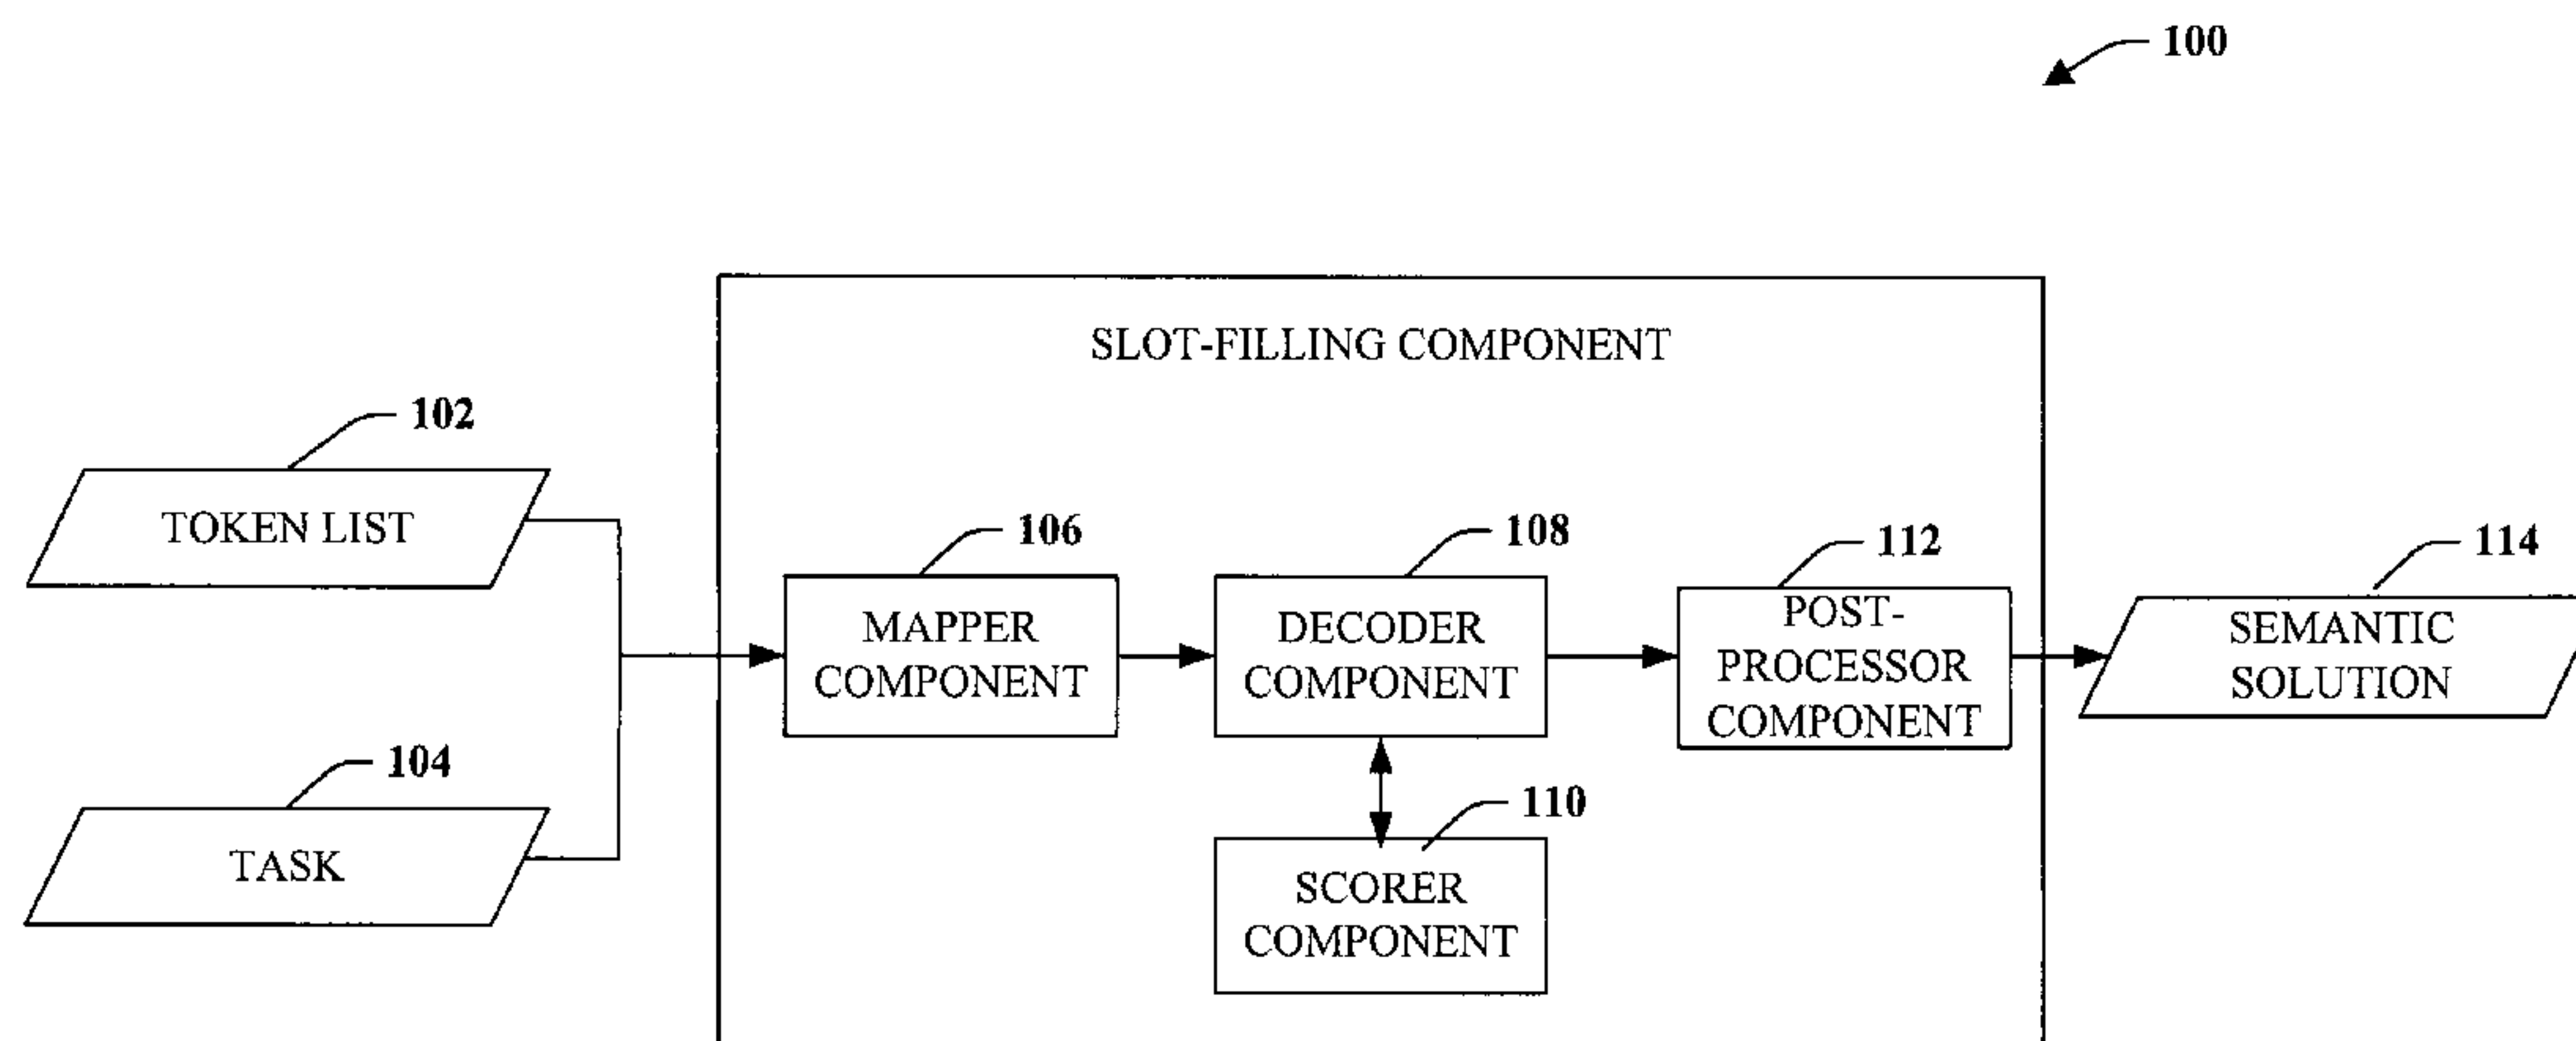 100
SLOT-FILLING COMPONENT
102
TOKEN LIST
104
TASK
106
MAPPER
COMPONENT
108
DECODER
COMPONENT
110
SCORER
COMPONENT
112
POST-
PROCESSOR
COMPONENT
114
SEMANTIC
SOLUTION